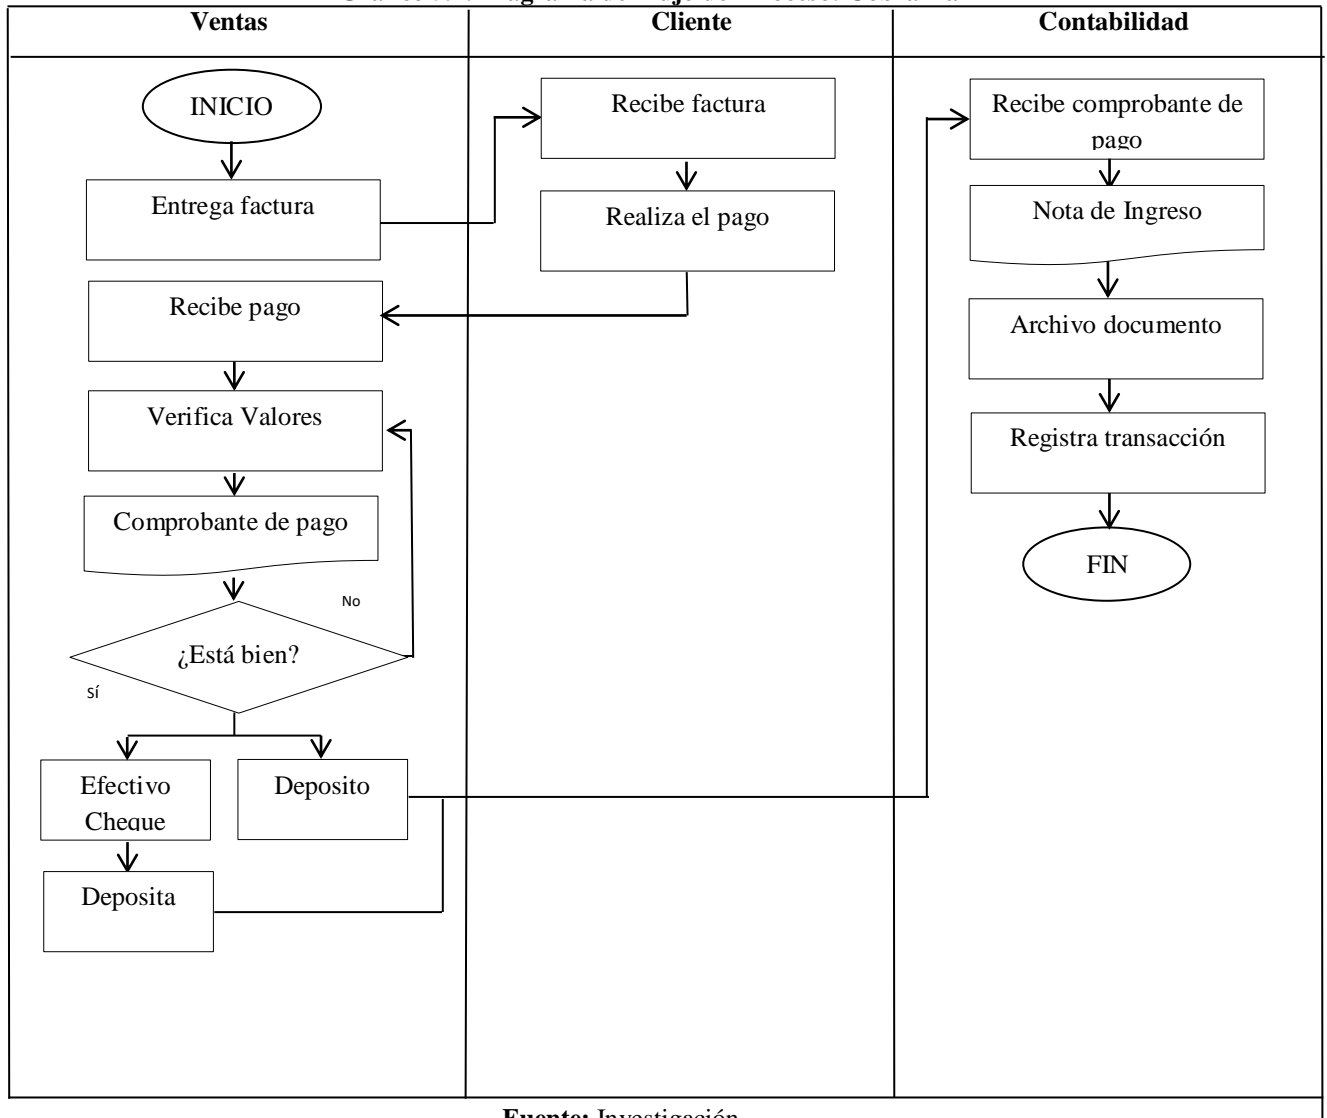 Ventas
Cliente
Contabilidad
INICIO
Entrega factura
Recibe pago
Verifica Valores
Comprobante de pago
No
¿Está bien?
Sí
Efectivo
Cheque
Deposito
Deposita
Recibe factura
Realiza el pago
Recibe comprobante de
pago
Nota de Ingreso
Archivo documento
Registra transacción
FIN
Fuente: Investigación